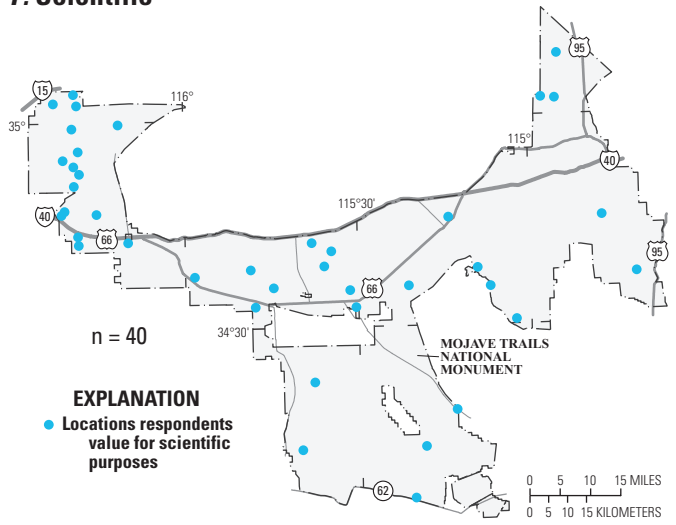 7. Scientific
95
15
116°
35°
115°
40
115°30'
40
66
95
66
n = 40
34°30'
MOJAVE TRAILS
NATIONAL
MONUMENT
EXPLANATION
Locations respondents
value for scientific
purposes
62
0 5 10 15 MILES
0 5 10 15 KILOMETERS